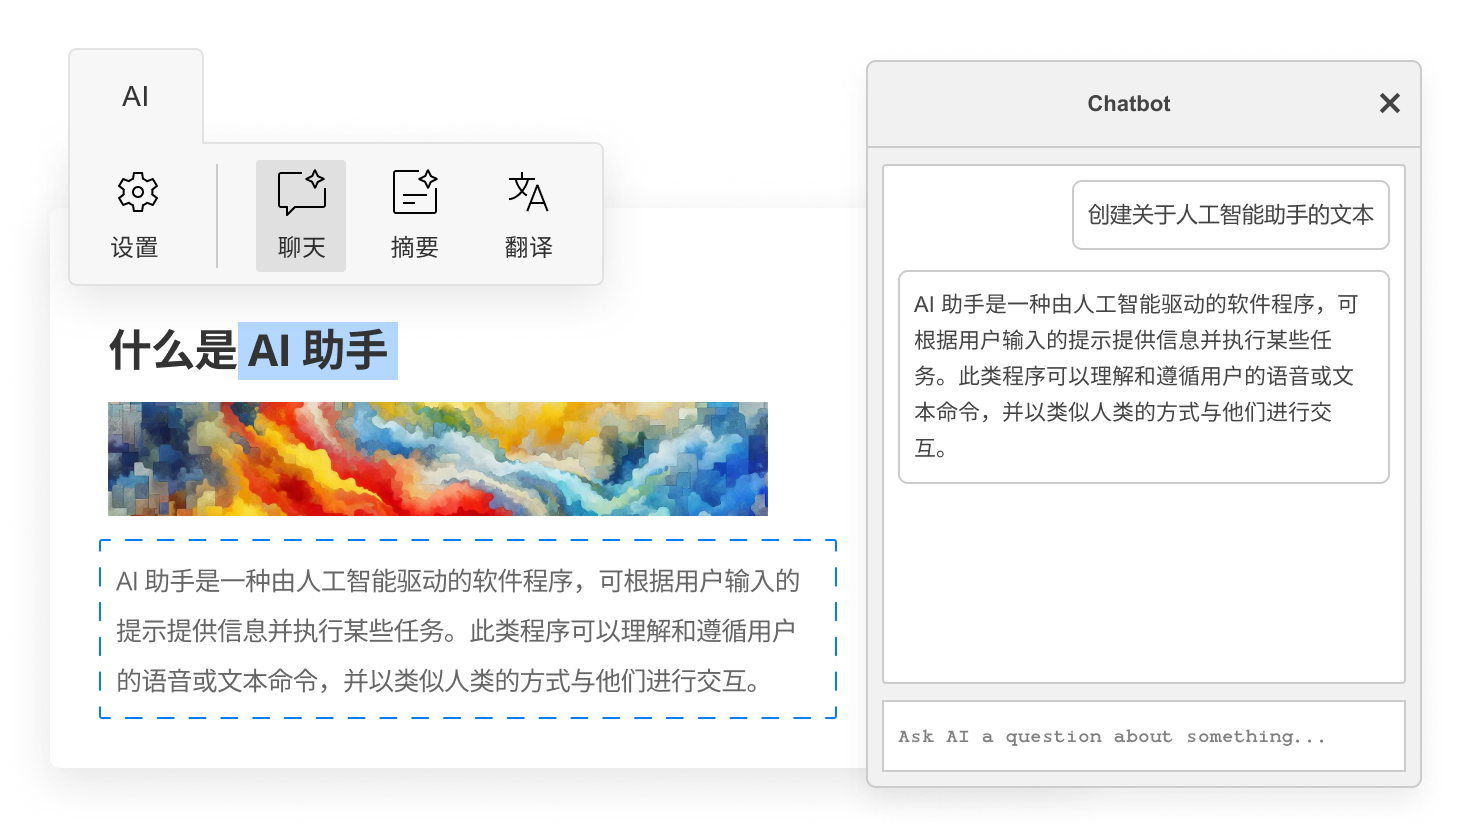 AI
设置
聊天
摘要
翻译
什么是 AI 助手
AI 助手是一种由人工智能驱动的软件程序，可根据用户输入的
提示提供信息并执行某些任务。此类程序可以理解和遵循用户
的语音或文本命令，并以类似人类的方式与他们进行交互。
Chatbot
创建关于人工智能助手的文本
AI 助手是一种由人工智能驱动的软件程序，可
根据用户输入的提示提供信息并执行某些任
务。此类程序可以理解和遵循用户的语音或文
本命令，并以类似人类的方式与他们进行交
互。
Ask AI a question about something...